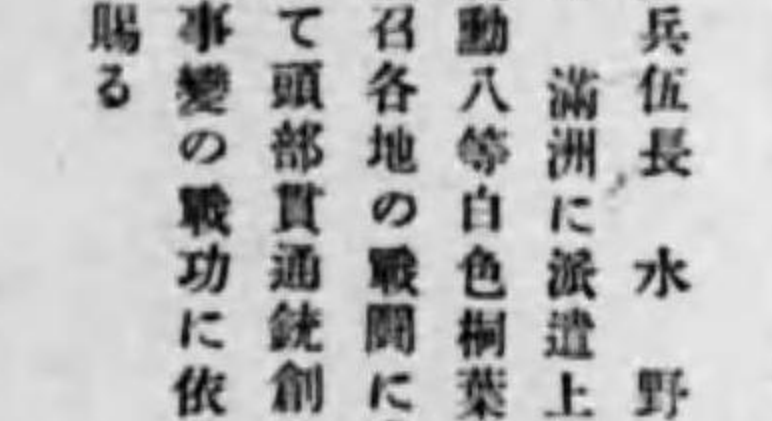 兵伍長　水野
滿洲に派遣上
勳八等白色桐葉
召各地の戰鬪に
て頭部貫通銃創
事變の戰功に依
賜る